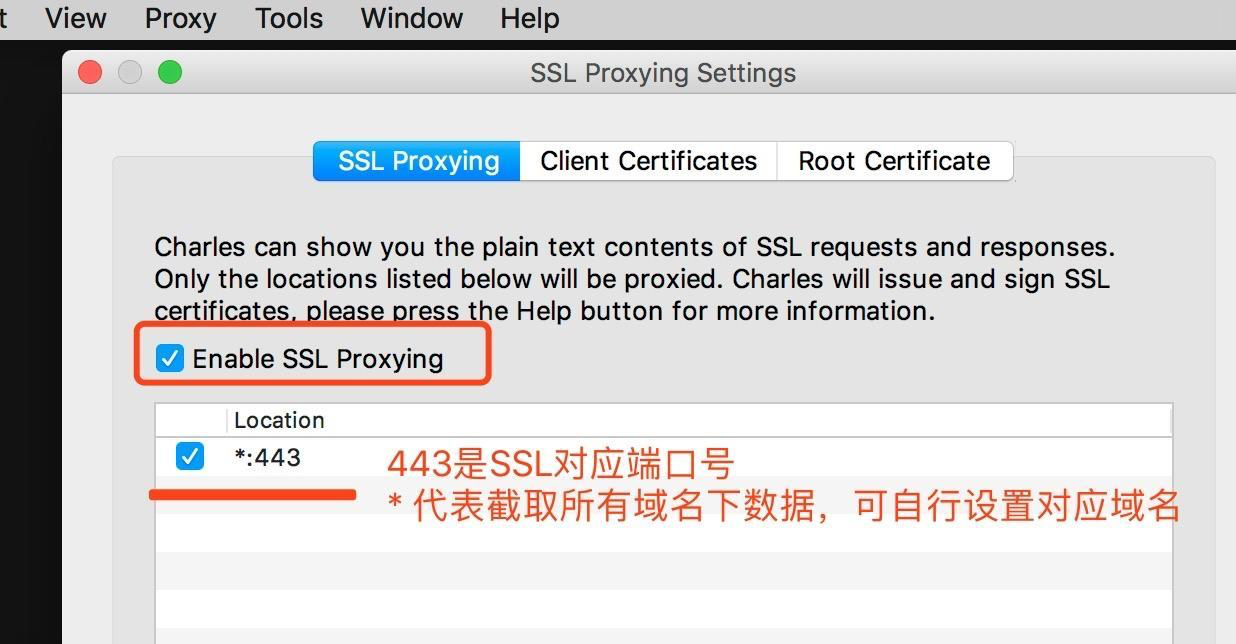 t View Proxy Tools Window Help
SSL Proxying Settings
SSL Proxying Client Certificates Root Certificate
Charles can show you the plain text contents of SSL requests and responses.
Only the locations listed below will be proxied. Charles will issue and sign SSL
certificates, please press the Help button for more information.
Enable SSL Proxying
Location
*:443
443是SSL对应端口号
* 代表截取所有域名下数据，可自行设置对应域名